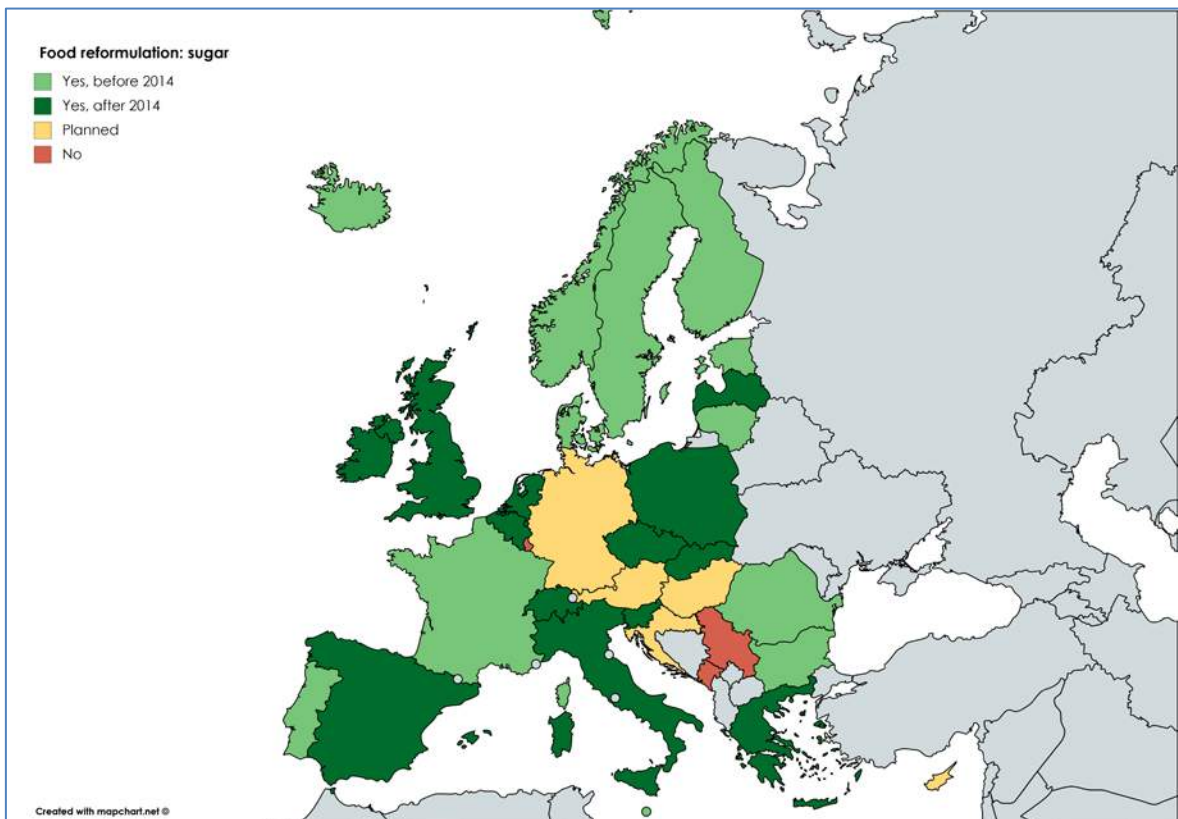 Food reformulation: sugar
Yes, before 2014
Yes, after 2014
Planned
No
Created with mapchart.net ©